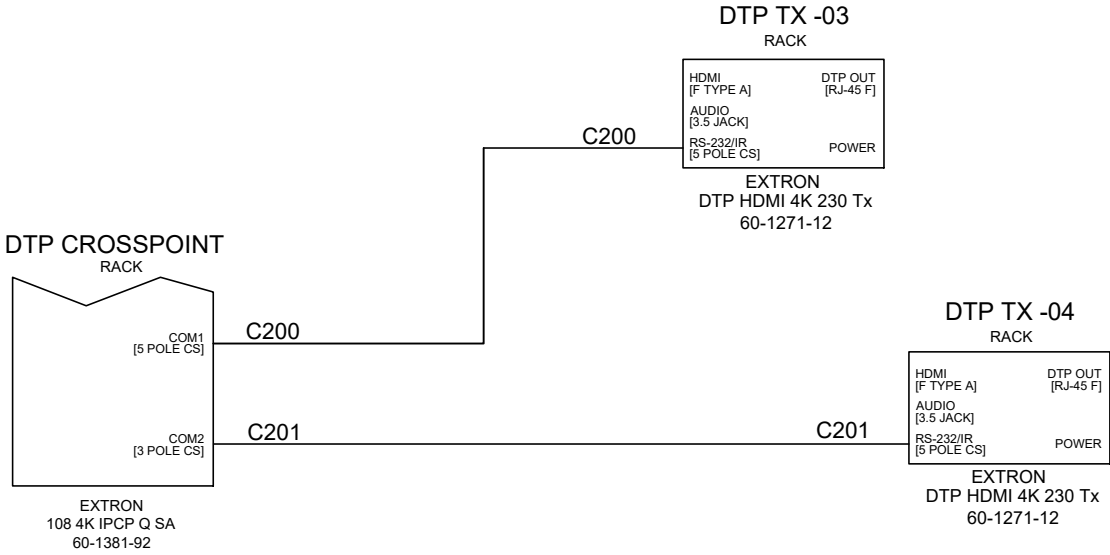 DTP TX -03
RACK
HDMI
[F TYPE A]
DTP OUT
[RJ-45 F]
AUDIO
[3.5 JACK]
RS-232/IR
[5 POLE CS]
POWER
EXTRON
DTP HDMI 4K 230 Tx
60-1271-12
C200
DTP CROSSPOINT
RACK
COM1
[5 POLE CS]
C200
COM2
[3 POLE CS]
C201
EXTRON
108 4K IPCP Q SA
60-1381-92
C201
DTP TX -04
RACK
HDMI
[F TYPE A]
DTP OUT
[RJ-45 F]
AUDIO
[3.5 JACK]
RS-232/IR
[5 POLE CS]
POWER
EXTRON
DTP HDMI 4K 230 Tx
60-1271-12